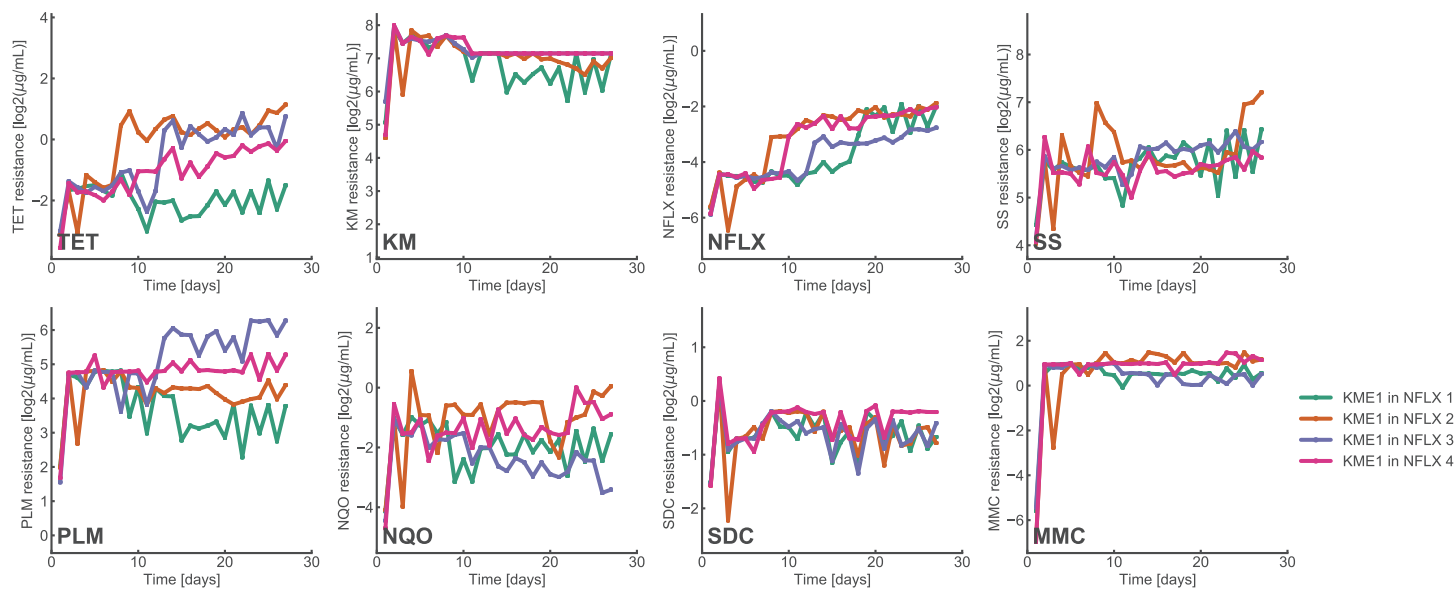 TET resistance [log2(µg/mL)]
4
2
0
−2
TET
0 10 20 30
Time [days]
KM resistance [log2(µg/mL)]
8
7
6
5
4
3
2
1
KM
0 10 20 30
Time [days]
NFLX resistance [log2(µg/mL)]
0
−2
−4
−6
NFLX
0 10 20 30
Time [days]
SS resistance [log2(µg/mL)]
8
7
6
5
4
SS
0 10 20 30
Time [days]
PLM resistance [log2(µg/mL)]
6
5
4
3
2
1
0
PLM
0 10 20 30
Time [days]
NQO resistance [log2(µg/mL)]
2
0
−2
−4
NQO
0 10 20 30
Time [days]
SDC resistance [log2(µg/mL)]
1
0
−1
−2
SDC
0 10 20 30
Time [days]
MMC resistance [log2(µg/mL)]
2
0
−2
−4
−6
MMC
0 10 20 30
Time [days]
KME1 in NFLX 1
KME1 in NFLX 2
KME1 in NFLX 3
KME1 in NFLX 4